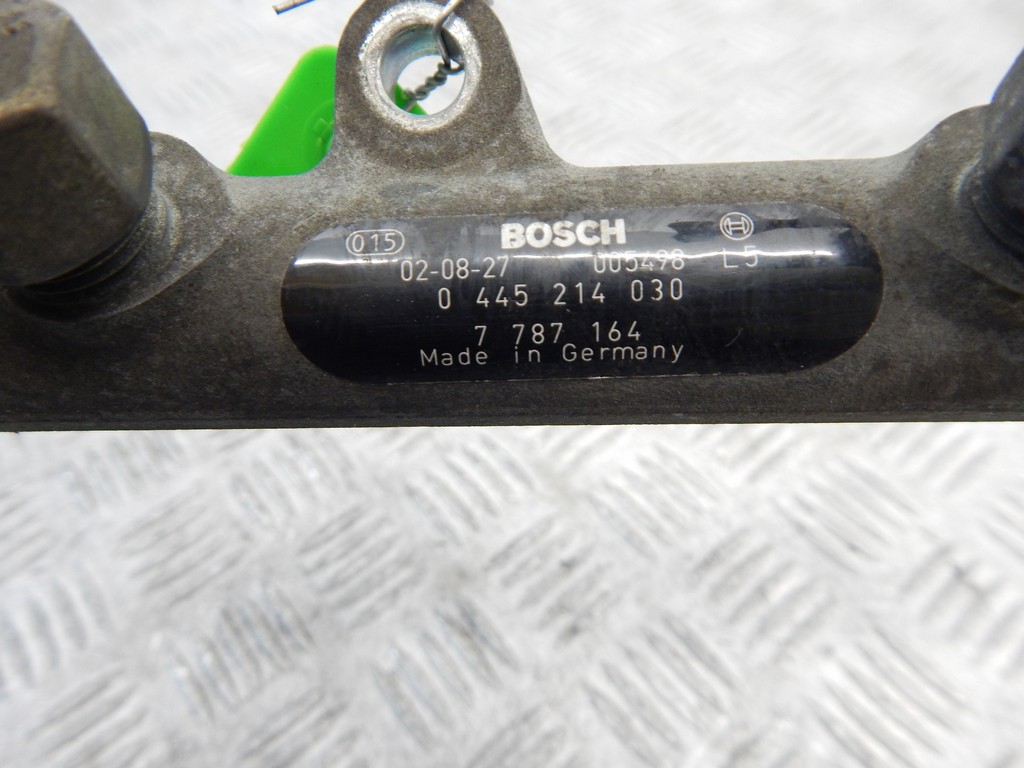 015 BOSCH
02-08-27 005498 L5
0 445 214 030
7 787 164
Made in Germany